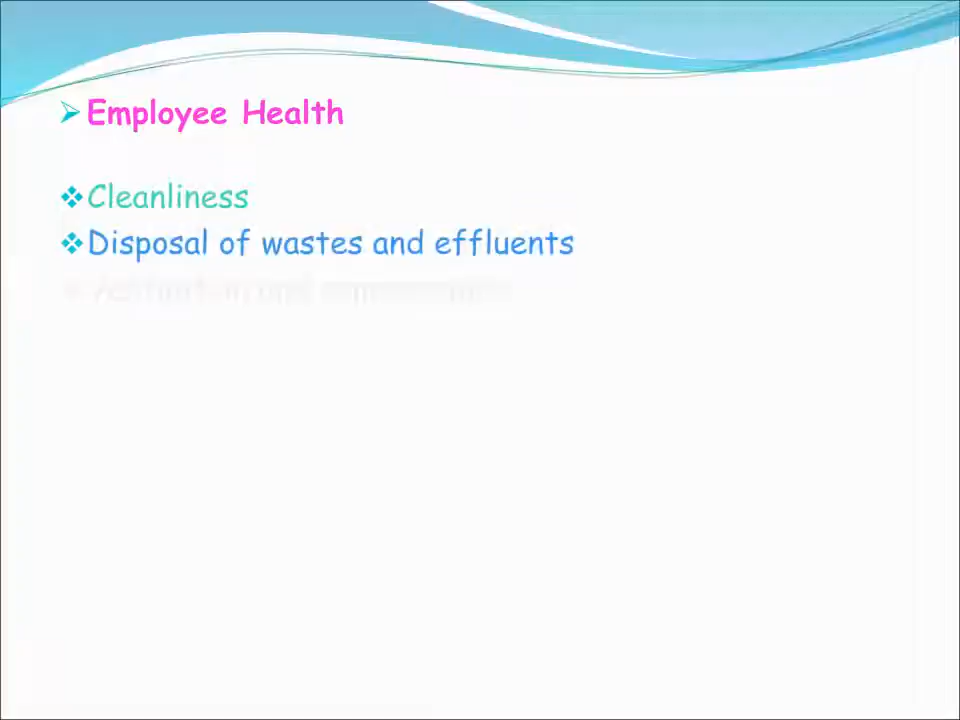 Employee Health
Cleanliness
Disposal of wastes and effluents